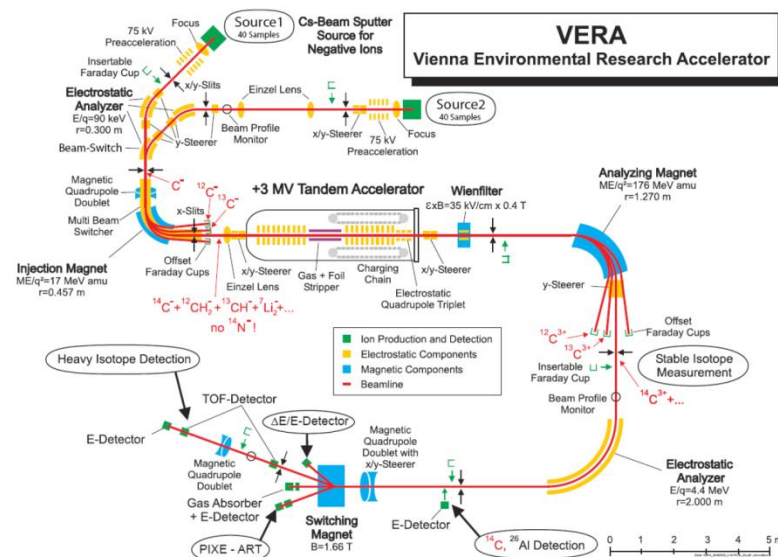 VERA
Vienna Environmental Research Accelerator
Source1
40 Samples
Cs-Beam Sputter
Source for
Negative Ions
75 kV
Preacceleration
Focus
Insertable
Faraday Cup
x/y-Slits
Electrostatic
Analyzer
E/q=90 keV
r=0.300 m
y-Steerer
Beam-Switch
Beam Profile
Monitor
Einzel Lens
x/y-Steerer
75 kV
Preacceleration
Focus
Source2
40 Samples
Magnetic
Quadrupole
Doublet
C⁻
¹²C⁻
¹³C⁻
Multi Beam
Switcher
x-Slits
Injection Magnet
ME/q²=17 MeV amu
r=0.457 m
Offset
Faraday Cups
¹⁴C⁻+¹²CH₂⁻+¹³CH⁻+⁷Li₂⁻+...
no ¹⁴N⁻!
Einzel Lens
x/y-Steerer
+3 MV Tandem Accelerator
Gas + Foil
Stripper
Charging
Chain
Electrostatic
Quadrupole Triplet
x/y-Steerer
Wienfilter
ExB=35 kV/cm x 0.4 T
Analyzing Magnet
ME/q²=176 MeV amu
r=1.270 m
y-Steerer
¹²C³⁺
¹³C³⁺
Offset
Faraday Cups
Insertable
Faraday Cup
Stable Isotope
Measurement
¹⁴C³⁺+...
Beam Profile
Monitor
Ion Production and Detection
Electrostatic Components
Magnetic Components
Beamline
Electrostatic
Analyzer
E/q=4.4 MeV
r=2.000 m
Heavy Isotope Detection
TOF-Detector
E-Detector
ΔE/E-Detector
Magnetic
Quadrupole
Doublet
Magnetic
Quadrupole
Doublet with
x/y-Steerer
Gas Absorber
+ E-Detector
PIXE - ART
Switching
Magnet
B=1.66 T
E-Detector
¹⁴C, ²⁶Al Detection
0 1 2 3 4 5 m